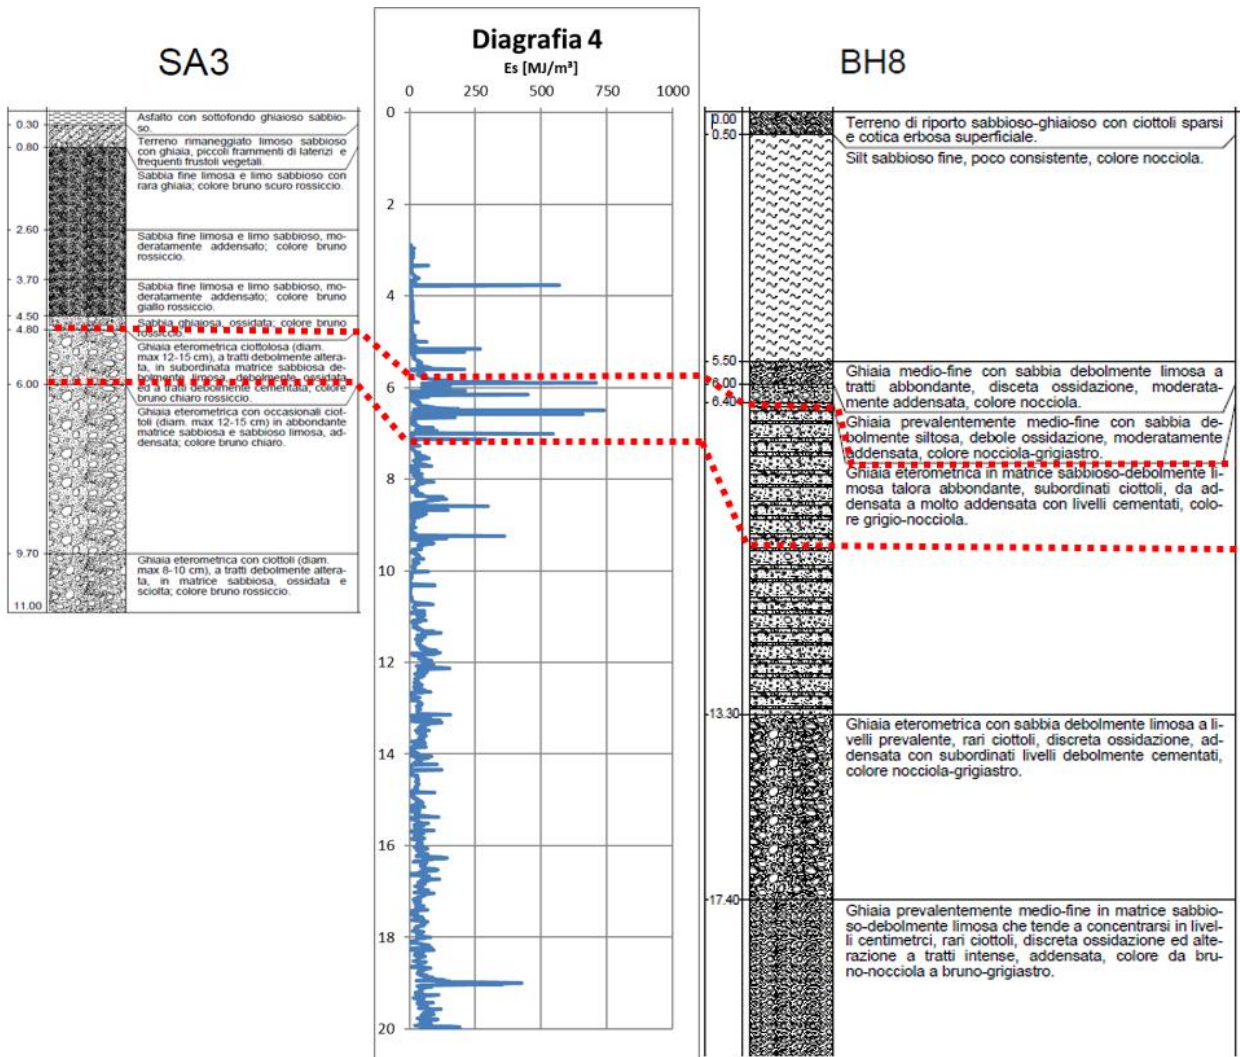 SA3
0.30
0.80
2.60
3.70
4.50
4.80
6.00
9.70
11.00
Asfalto con sottofondo ghiaioso sabbio-
so.
Terreno rimaneggiato limoso sabbioso
con ghiaia, piccoli frammenti di laterizi e
frequenti frustoli vegetali.
Sabbia fine limosa e limo sabbioso con
rara ghiaia; colore bruno scuro rossiccio.
Sabbia fine limosa e limo sabbioso, mo-
deratamente addensato; colore bruno
rossiccio.
Sabbia fine limosa e limo sabbioso, mo-
deratamente addensato; colore bruno
giallo rossiccio.
Sabbia ghiaiosa, ossidata; colore bruno
rossiccio.
Ghiaia eterometrica ciottolosa (diam.
max 12-15 cm), a tratti debolmente altera-
ta, in subordinata matrice sabbiosa de-
bolmente limosa, debolmente ossidata
ed a tratti debolmente cementata; colore
bruno chiaro rossiccio.
Ghiaia eterometrica con occasionali ciot-
toli (diam. max 12-15 cm) in abbondante
matrice sabbiosa e sabbioso limosa, ad-
densata; colore bruno chiaro.
Ghiaia eterometrica con ciottoli (diam.
max 8-10 cm), a tratti debolmente altera-
ta, in matrice sabbiosa, ossidata e
sciolta; colore bruno rossiccio.
Diagrafia 4
Es [MJ/m³]
0 250 500 750 1000
0
2
4
6
8
10
12
14
16
18
20
BH8
0.00
0.50
5.50
6.00
6.40
13.30
17.40
Terreno di riporto sabbioso-ghiaioso con ciottoli sparsi
e cotica erbosa superficiale.
Silt sabbioso fine, poco consistente, colore nocciola.
Ghiaia medio-fine con sabbia debolmente limosa a
tratti abbondante, discreta ossidazione, moderata-
mente addensata, colore nocciola.
Ghiaia prevalentemente medio-fine con sabbia de-
bolmente siltosa, debole ossidazione, moderatamente
addensata, colore nocciola-grigiastro.
Ghiaia eterometrica in matrice sabbioso-debolmente li-
mosa talora abbondante, subordinati ciottoli, da ad-
densata a molto addensata con livelli cementati, colo-
re grigio-nocciola.
Ghiaia eterometrica con sabbia debolmente limosa a li-
velli prevalente, rari ciottoli, discreta ossidazione, ad-
densata con subordinati livelli debolmente cementati,
colore nocciola-grigiastro.
Ghiaia prevalentemente medio-fine in matrice sabbio-
so-debolmente limosa che tende a concentrarsi in livel-
li centimetrci, rari ciottoli, discreta ossidazione ed alte-
razione a tratti intense, addensata, colore da bru-
no-nocciola a bruno-grigiastro.